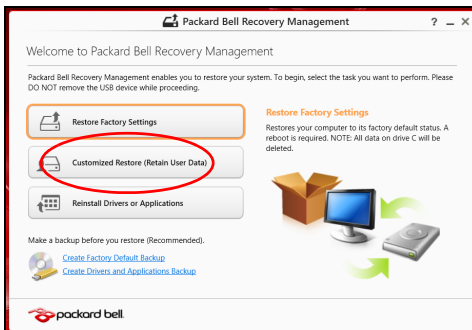 Packard Bell Recovery Management
? – X
Welcome to Packard Bell Recovery Management
Packard Bell Recovery Management enables you to restore your system. To begin, select the task you want to perform. Please
DO NOT remove the USB device while proceeding.
Restore Factory Settings
Customized Restore (Retain User Data)
Reinstall Drivers or Applications
Restore Factory Settings
Restores your computer to its factory default status. A
reboot is required. NOTE: All data on drive C will be
deleted.
Make a backup before you restore (Recommended).
Create Factory Default Backup
Create Drivers and Applications Backup
packard bell